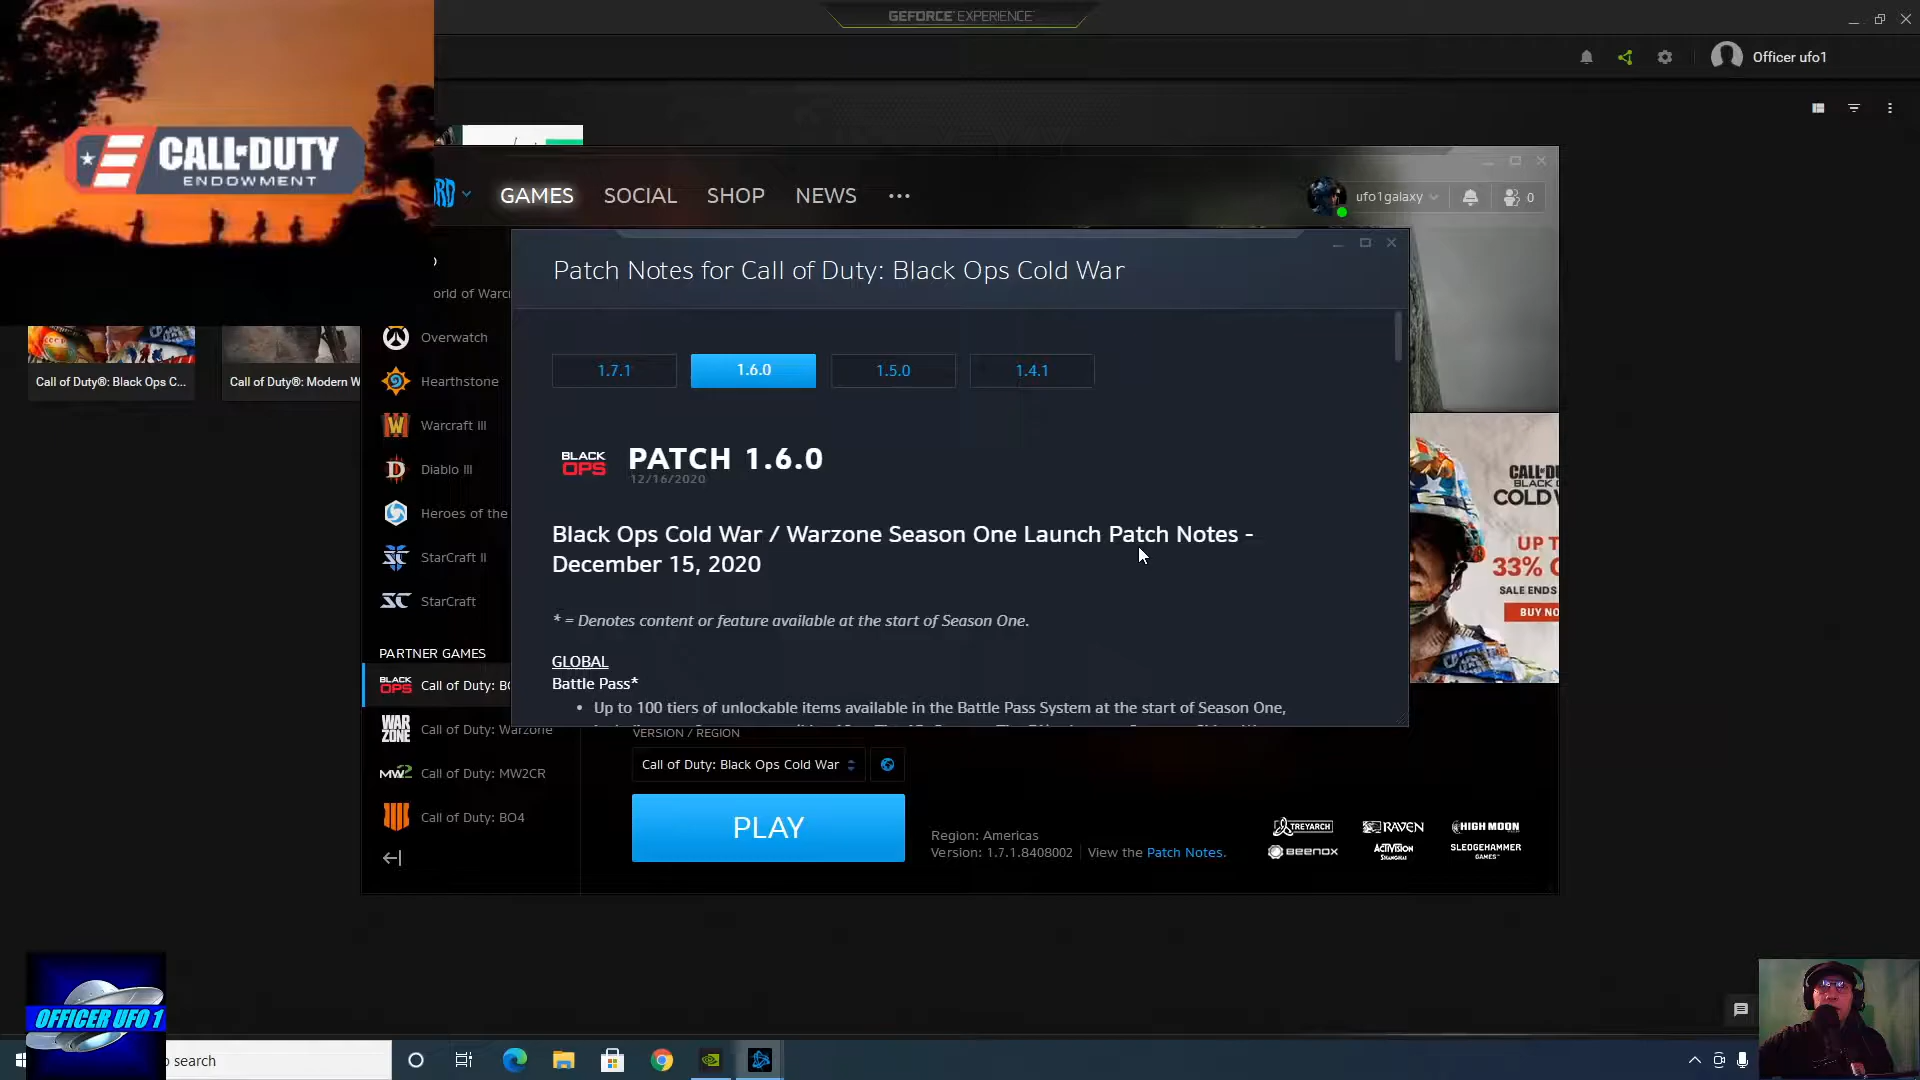 GEFORCE EXPERIENCE
Officer ufo1
CALL OF DUTY
ENDOWMENT
GAMES
SOCIAL
SHOP
NEWS
ufo1galaxy
0
Patch Notes for Call of Duty: Black Ops Cold War
1.7.1
1.6.0
1.5.0
1.4.1
BLACK OPS
PATCH 1.6.0
12/16/2020
Black Ops Cold War / Warzone Season One Launch Patch Notes -
December 15, 2020
* = Denotes content or feature available at the start of Season One.
GLOBAL
Battle Pass*
• Up to 100 tiers of unlockable items available in the Battle Pass System at the start of Season One,
Call of Duty®: Black Ops C...
Call of Duty®: Modern W
orld of Warc
Overwatch
Hearthstone
Warcraft III
Diablo III
Heroes of the
StarCraft II
StarCraft
PARTNER GAMES
BLACK OPS
Call of Duty: BO
WAR ZONE
Call of Duty: Warzone
MW2
Call of Duty: MW2CR
Call of Duty: BO4
CALL OF DU
BLACK O
COLD W
UP T
33% O
SALE ENDS
BUY NO
VERSION / REGION
Call of Duty: Black Ops Cold War
PLAY
Region: Americas
Version: 1.7.1.8408002
View the Patch Notes.
TREYARCH
RAVEN
HIGH MOON
BEENOX
ACTIVISION
SHANGHAI
SLEDGEHAMMER
GAMES
OFFICER UFO 1
o search